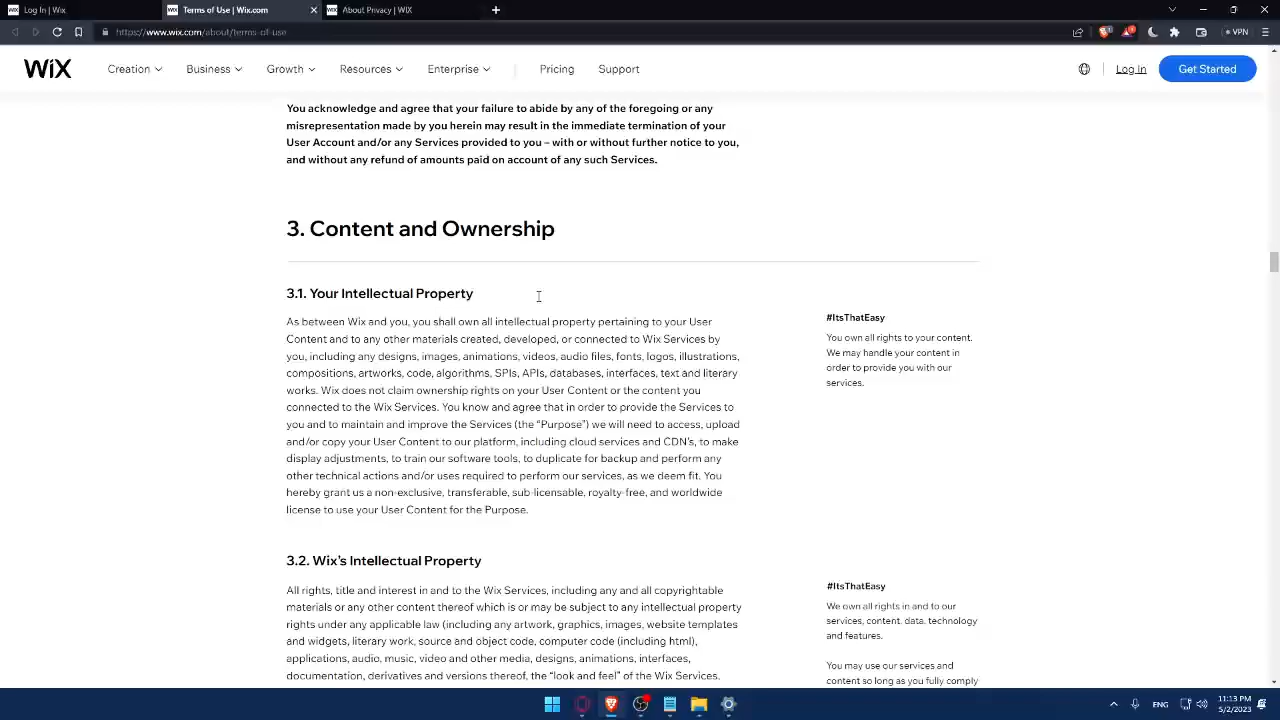 Log In | Wix
Terms of Use | Wix.com
About Privacy | WIX
https://www.wix.com/about/terms-of-use
VPN
WiX
Creation
Business
Growth
Resources
Enterprise
Pricing
Support
Log in
Get Started
You acknowledge and agree that your failure to abide by any of the foregoing or any
misrepresentation made by you herein may result in the immediate termination of your
User Account and/or any Services provided to you – with or without further notice to you,
and without any refund of amounts paid on account of any such Services.
3. Content and Ownership
3.1. Your Intellectual Property
As between Wix and you, you shall own all intellectual property pertaining to your User
Content and to any other materials created, developed, or connected to Wix Services by
you, including any designs, images, animations, videos, audio files, fonts, logos, illustrations,
compositions, artworks, code, algorithms, SPIs, APIs, databases, interfaces, text and literary
works. Wix does not claim ownership rights on your User Content or the content you
connected to the Wix Services. You know and agree that in order to provide the Services to
you and to maintain and improve the Services (the “Purpose”) we will need to access, upload
and/or copy your User Content to our platform, including cloud services and CDN’s, to make
display adjustments, to train our software tools, to duplicate for backup and perform any
other technical actions and/or uses required to perform our services, as we deem fit. You
hereby grant us a non-exclusive, transferable, sub-licensable, royalty-free, and worldwide
license to use your User Content for the Purpose.
#ItsThatEasy
You own all rights to your content.
We may handle your content in
order to provide you with our
services.
3.2. Wix’s Intellectual Property
All rights, title and interest in and to the Wix Services, including any and all copyrightable
materials or any other content thereof which is or may be subject to any intellectual property
rights under any applicable law (including any artwork, graphics, images, website templates
and widgets, literary work, source and object code, computer code (including html),
applications, audio, music, video and other media, designs, animations, interfaces,
documentation, derivatives and versions thereof, the “look and feel” of the Wix Services,
#ItsThatEasy
We own all rights in and to our
services, content, data, technology
and features.
You may use our services and
content so long as you fully comply
ENG
11:13 PM
5/2/2023